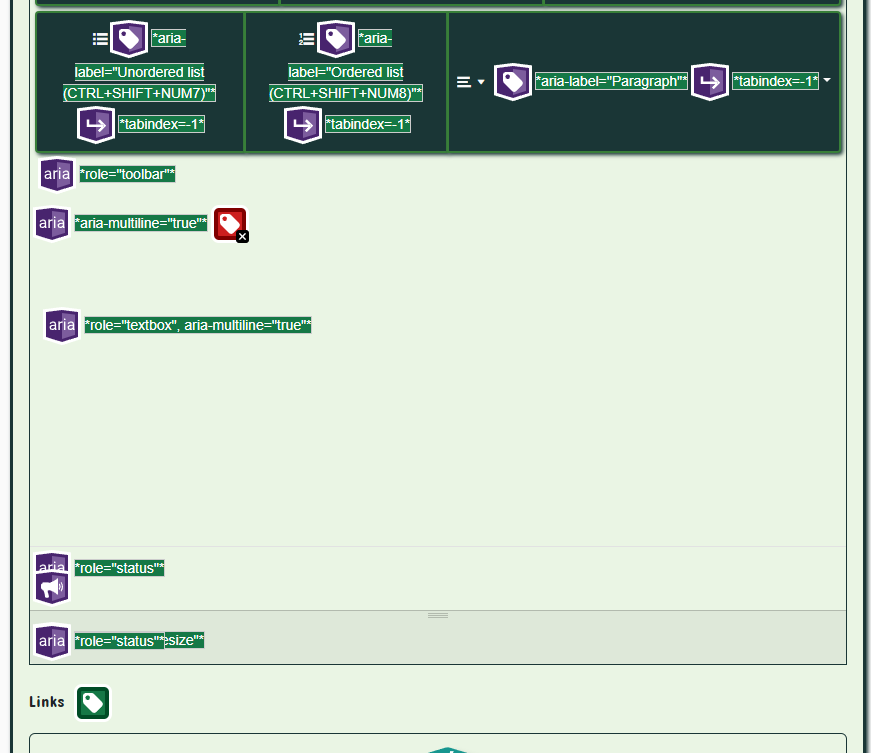 *aria-
label="Unordered list
(CTRL+SHIFT+NUM7)"*
*tabindex=-1*
*aria-
label="Ordered list
(CTRL+SHIFT+NUM8)"*
*tabindex=-1*
*aria-label="Paragraph"* *tabindex=-1*
aria *role="toolbar"*
aria *aria-multiline="true"*
aria *role="textbox", aria-multiline="true"*
aria *role="status"*
aria *role="status"* esize"*
Links